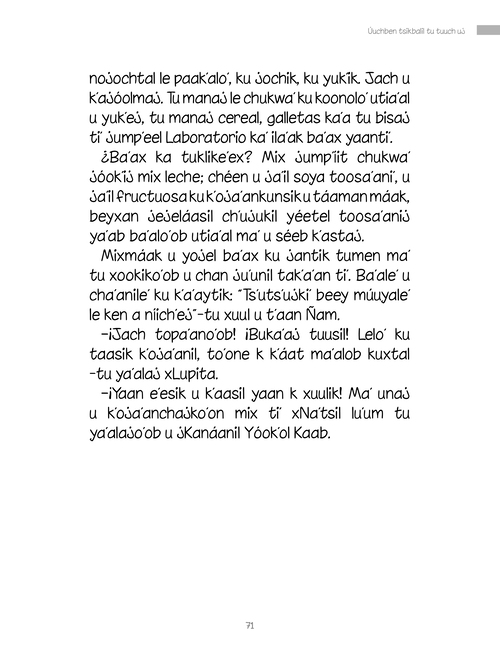 Úuchben tsikbalil tu tuuch uj
nojochtal le paak'alo', ku jochik, ku yukik. Jach u
k'ajóolmaj. Tu manaj le chukwa' ku koonolo' utia'al
u yuk'ej, tu manaj cereal, galletas ka'a tu bisaj
ti' jump'eel Laboratorio ka' ila'ak ba'ax yaanti'.
¿Ba'ax ka tuklike'ex? Mix jump'íit chukwa'
jóok'ij mix leche; chéen u ja'il soya toosa'ani', u
ja'il fructuosa ku k'oja'ankunsik u táaman máak,
beyxan jejeláasil ch'ujukil yéetel toosa'anij
ya'ab ba'alo'ob utia'al ma' u séeb k'astaj.
Mixmáak u yojel ba'ax ku jantik tumen ma'
tu xookiko'ob u chan ju'unil tak'a'an ti'. Ba'ale' u
cha'anile' ku k'a'aytik: "Ts'uts'ujki' beey múuyale'
le ken a níich'ej"-tu xuul u t'aan Ñam.
-¡Jach topa'ano'ob! ¡Buka'aj tuusil! Lelo' ku
taasik k'oja'anil, to'one k k'áat ma'alob kuxtal
-tu ya'alaj xLupita.
-¡Yaan e'esik u k'aasil yaan k xuulik! Ma' unaj
u k'oja'anchajko'on mix ti' xNa'tsil lu'um tu
ya'alajo'ob u jKanáanil Yóok'ol Kaab.
71